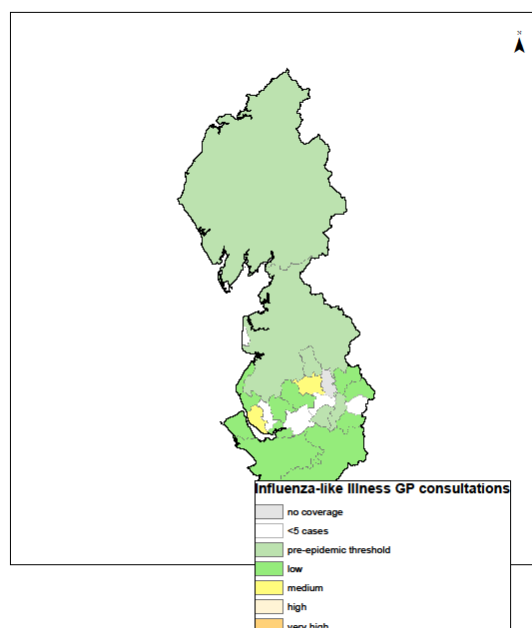 N
Influenza-like Illness GP consultations
no coverage
<5 cases
pre-epidemic threshold
low
medium
high
very high